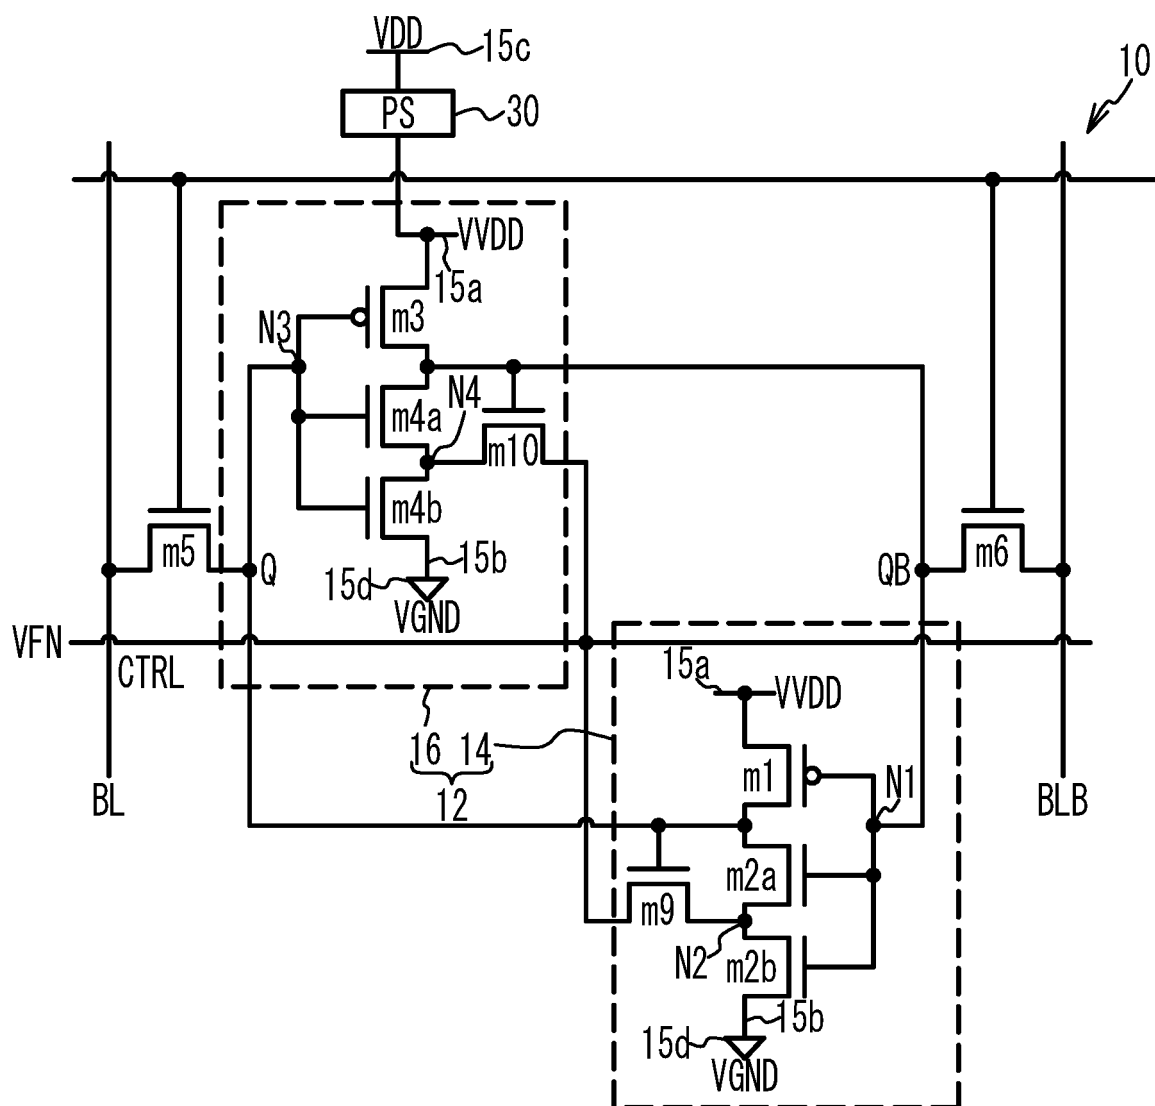 VDD 15c
10
PS 30
VVDD
15a
m3
N3
N4
m4a
m10
m4b
m5
m6
15b
Q
QB
15d
VGND
VFN
CTRL
15a
VVDD
16 14
m1
N1
12
BL
BLB
m2a
m9
N2
m2b
15b
15d
VGND